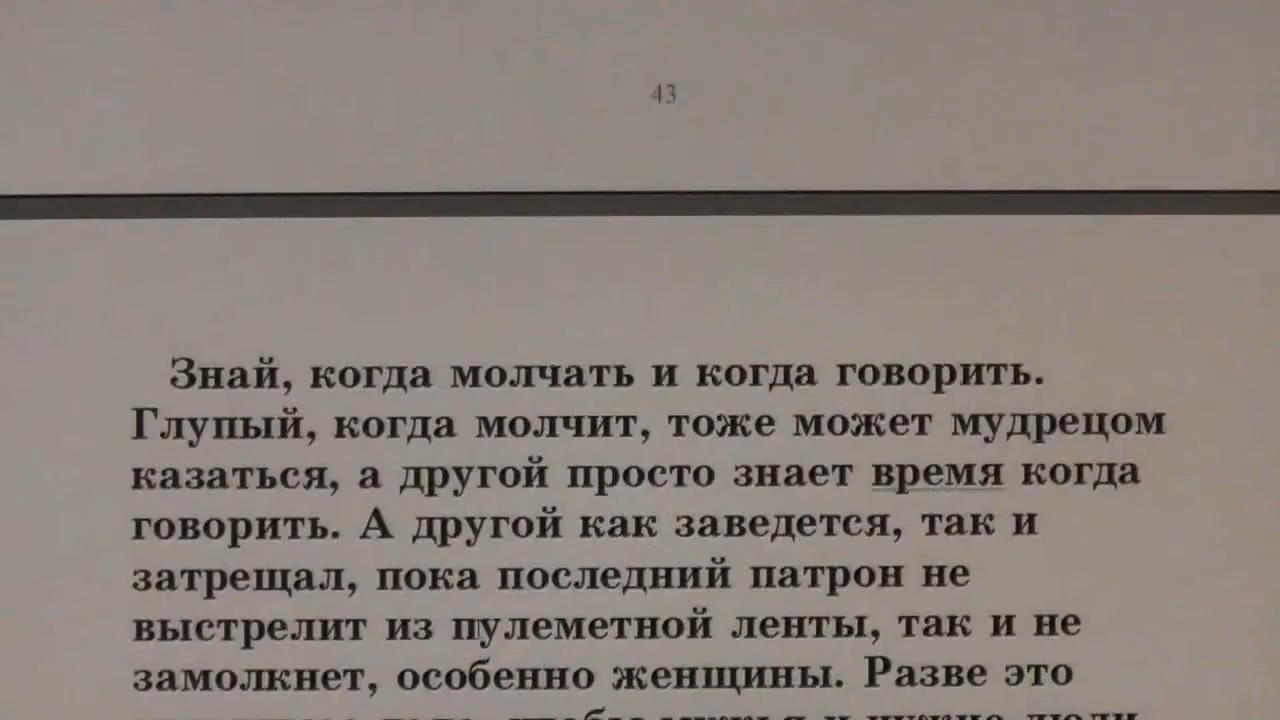 43
Знай, когда молчать и когда говорить.
Глупый, когда молчит, тоже может мудрецом
казаться, а другой просто знает время когда
говорить. А другой как заведется, так и
затрещал, пока последний патрон не
выстрелит из пулеметной ленты, так и не
замолкнет, особенно женщины. Разве это